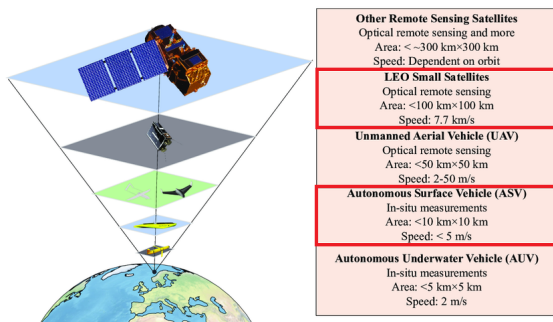 Other Remote Sensing Satellites
Optical remote sensing and more
Area: < ~300 km×300 km
Speed: Dependent on orbit
LEO Small Satellites
Optical remote sensing
Area: <100 km×100 km
Speed: 7.7 km/s
Unmanned Aerial Vehicle (UAV)
Optical remote sensing
Area: <50 km×50 km
Speed: 2-50 m/s
Autonomous Surface Vehicle (ASV)
In-situ measurements
Area: <10 km×10 km
Speed: < 5 m/s
Autonomous Underwater Vehicle (AUV)
In-situ measurements
Area: <5 km×5 km
Speed: 2 m/s